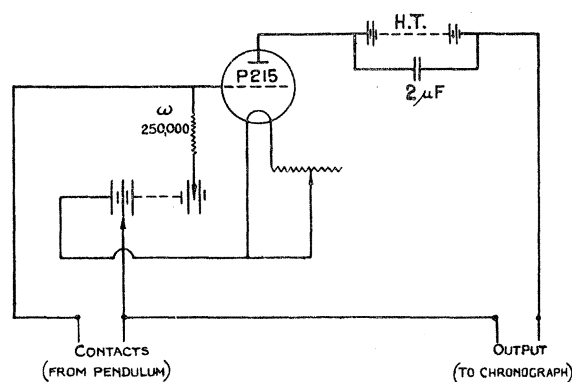 H.T.
P215
2μF
ω
250,000
CONTACTS
(FROM PENDULUM)
OUTPUT
(TO CHRONOGRAPH)